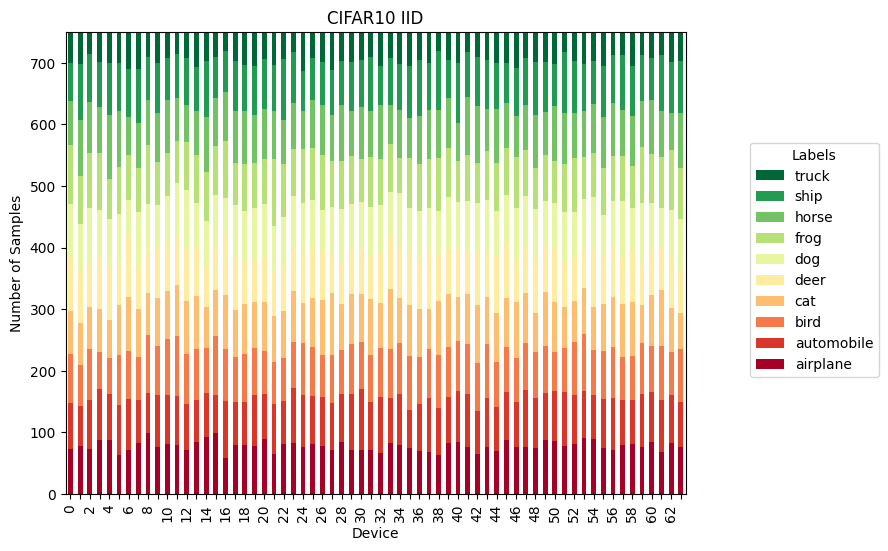 CIFAR10 IID
Number of Samples
700
600
500
400
300
200
100
0
0 2 4 6 8 10 12 14 16 18 20 22 24 26 28 30 32 34 36 38 40 42 44 46 48 50 52 54 56 58 60 62
Device
Labels
truck
ship
horse
frog
dog
deer
cat
bird
automobile
airplane